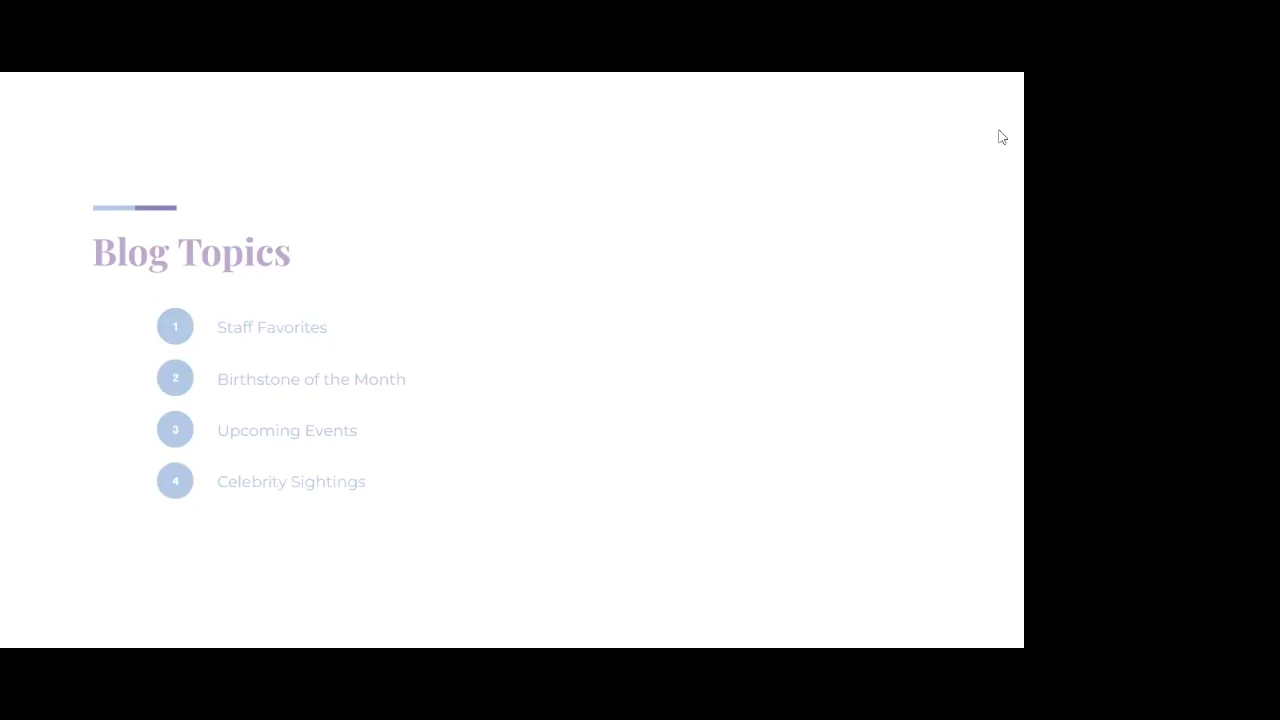 Blog Topics
1 Staff Favorites
2 Birthstone of the Month
3 Upcoming Events
4 Celebrity Sightings